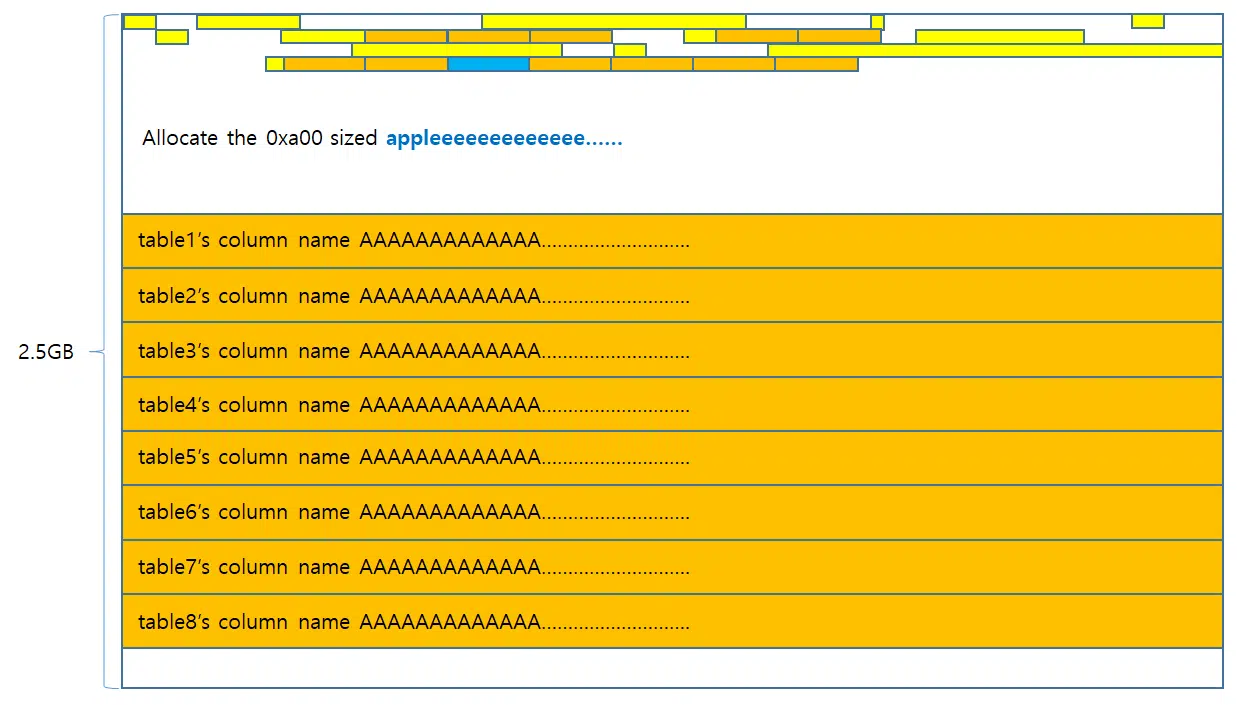 Allocate the 0xa00 sized appleeeeeeeeeeeee......
table1's column name AAAAAAAAAAAAA............................
table2's column name AAAAAAAAAAAAA............................
table3's column name AAAAAAAAAAAAA............................
2.5GB
table4's column name AAAAAAAAAAAAA............................
table5's column name AAAAAAAAAAAAA............................
table6's column name AAAAAAAAAAAAA............................
table7's column name AAAAAAAAAAAAA............................
table8's column name AAAAAAAAAAAAA............................